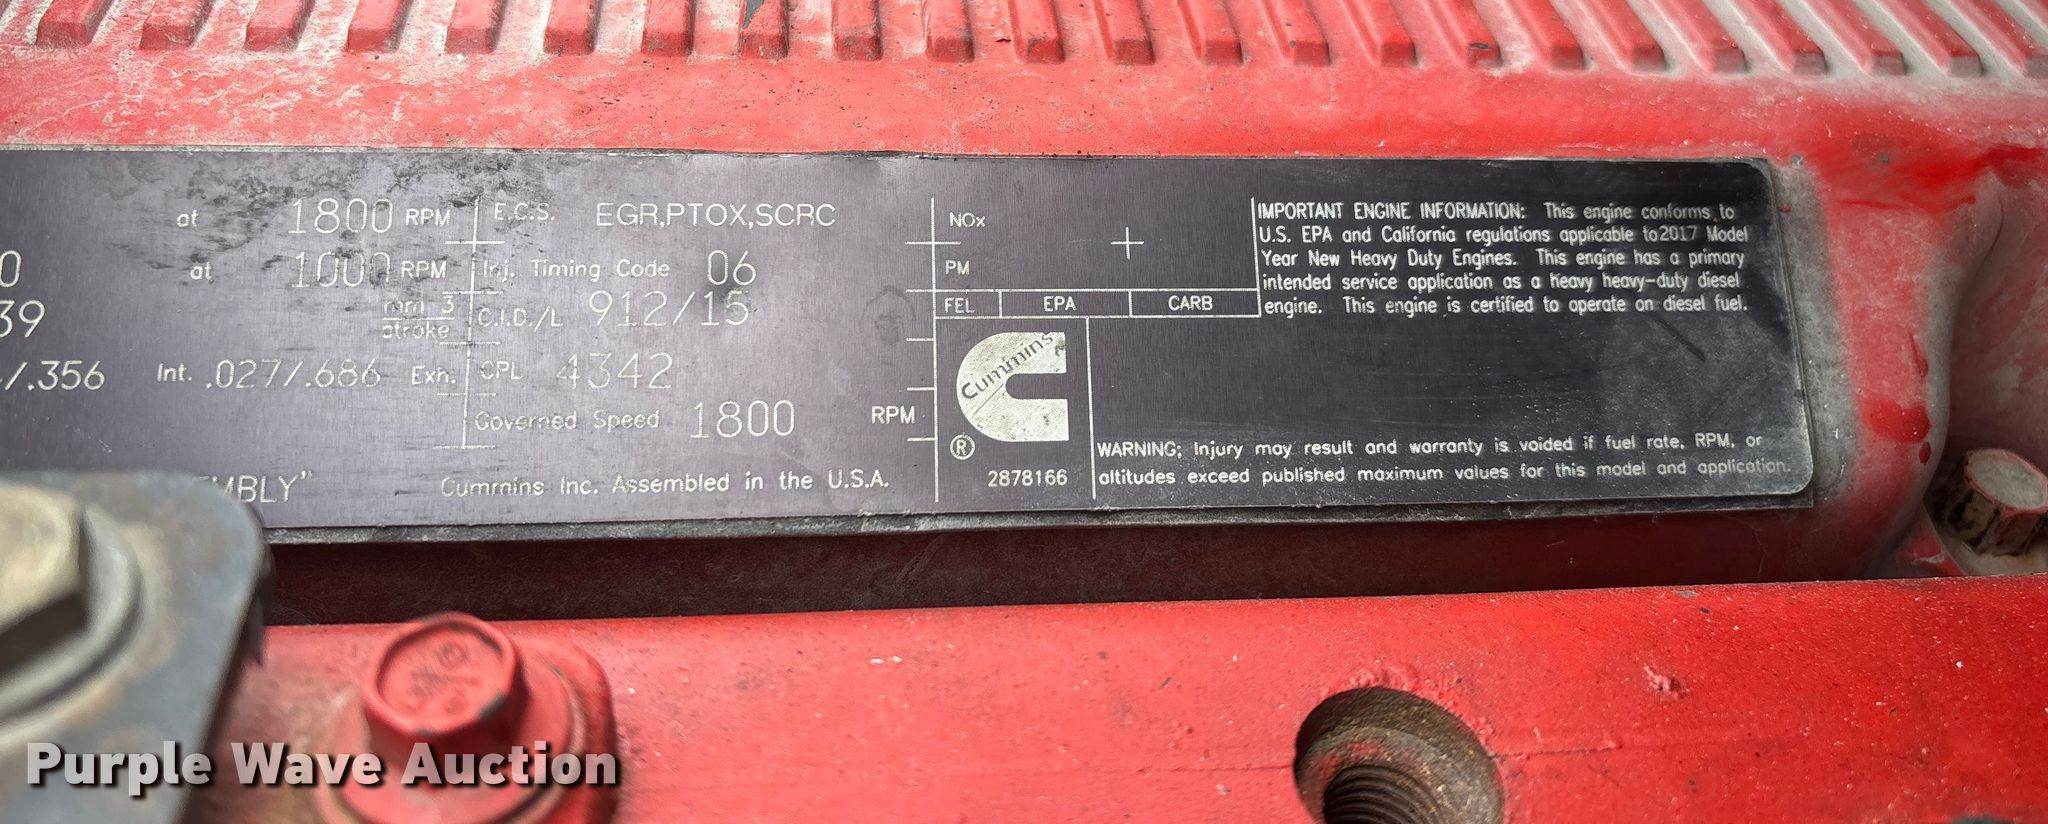 at 1800 RPM
0 at 1000 RPM
39 mm 3
stroke
/.356 Int. .027/.686 Exh.
MBLY"
E.C.S. EGR,PTOX,SCRC
Inj. Timing Code 06
C.I.D./L 912/15
CPL 4342
Governed Speed 1800 RPM
Cummins Inc. Assembled in the U.S.A.
NOx
PM
FEL EPA CARB
Cummins
®
2878166
IMPORTANT ENGINE INFORMATION: This engine conforms to
U.S. EPA and California regulations applicable to 2017 Model
Year New Heavy Duty Engines. This engine has a primary
intended service application as a heavy heavy-duty diesel
engine. This engine is certified to operate on diesel fuel.
WARNING; Injury may result and warranty is voided if fuel rate, RPM, or
altitudes exceed published maximum values for this model and application.
Purple Wave Auction